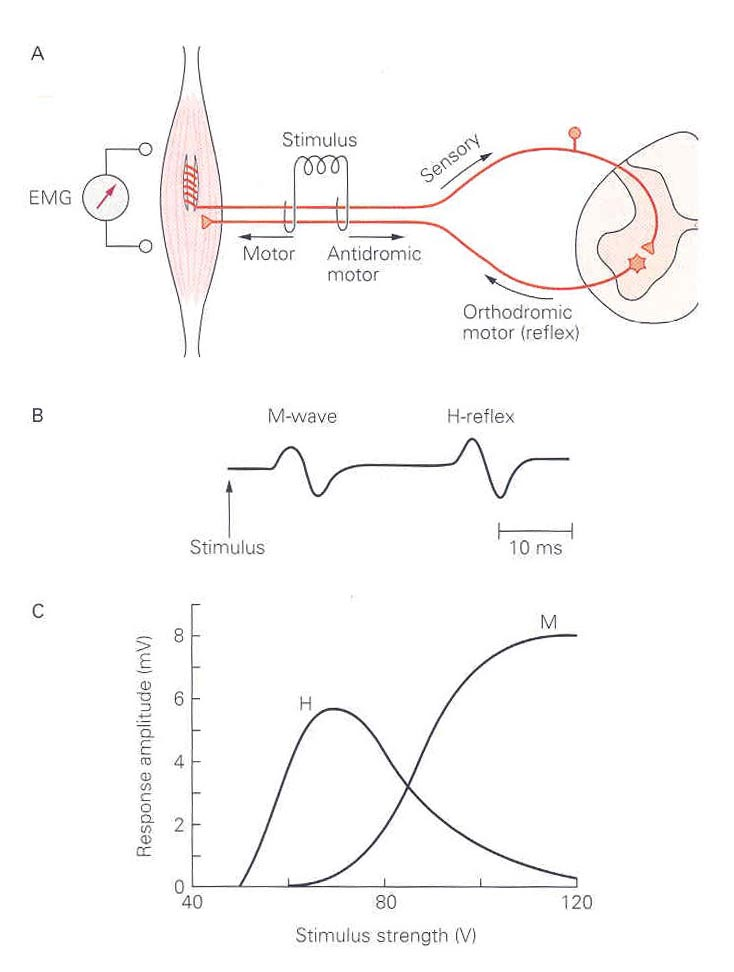 A
Stimulus
Sensory
EMG
Motor
Antidromic
motor
Orthodromic
motor (reflex)
B
M-wave
H-reflex
Stimulus
10 ms
C
Response amplitude (mV)
8
6
4
2
0
H
M
40
80
120
Stimulus strength (V)